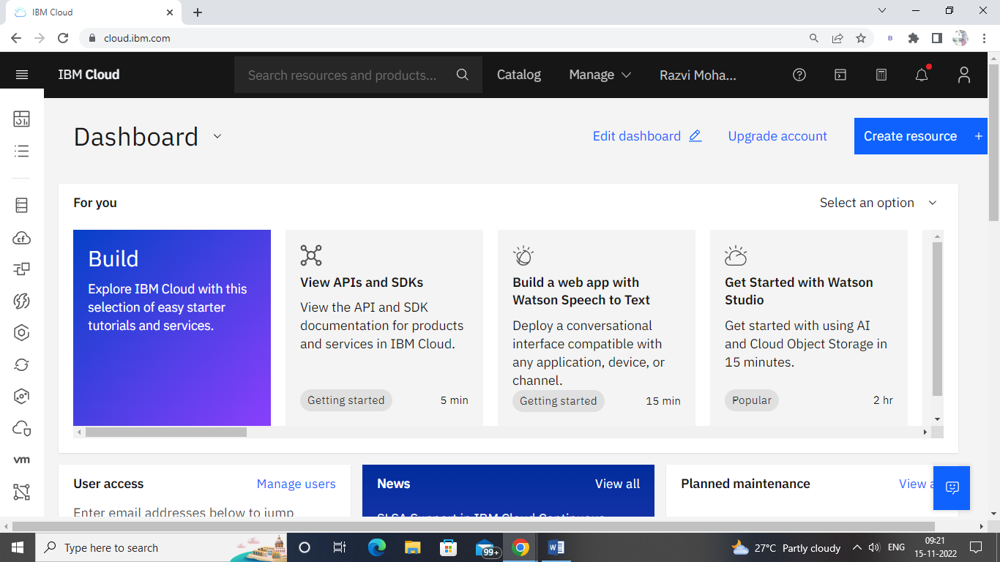 IBM Cloud
cloud.ibm.com
B
IBM Cloud
Search resources and products...
Catalog
Manage
Razvi Moha...
Dashboard
Edit dashboard
Upgrade account
Create resource +
For you
Select an option
Build
Explore IBM Cloud with this
selection of easy starter
tutorials and services.
View APIs and SDKs
View the API and SDK
documentation for products
and services in IBM Cloud.
Getting started
5 min
Build a web app with
Watson Speech to Text
Deploy a conversational
interface compatible with
any application, device, or
channel.
Getting started
15 min
Get Started with Watson
Studio
Get started with using AI
and Cloud Object Storage in
15 minutes.
Popular
2 hr
cf
vm
User access
Manage users
Enter email addresses below to jump
News
View all
SLSA Support in IBM Cloud Continuous
Planned maintenance
View
Type here to search
99+
27°C Partly cloudy
ENG
09:21
15-11-2022